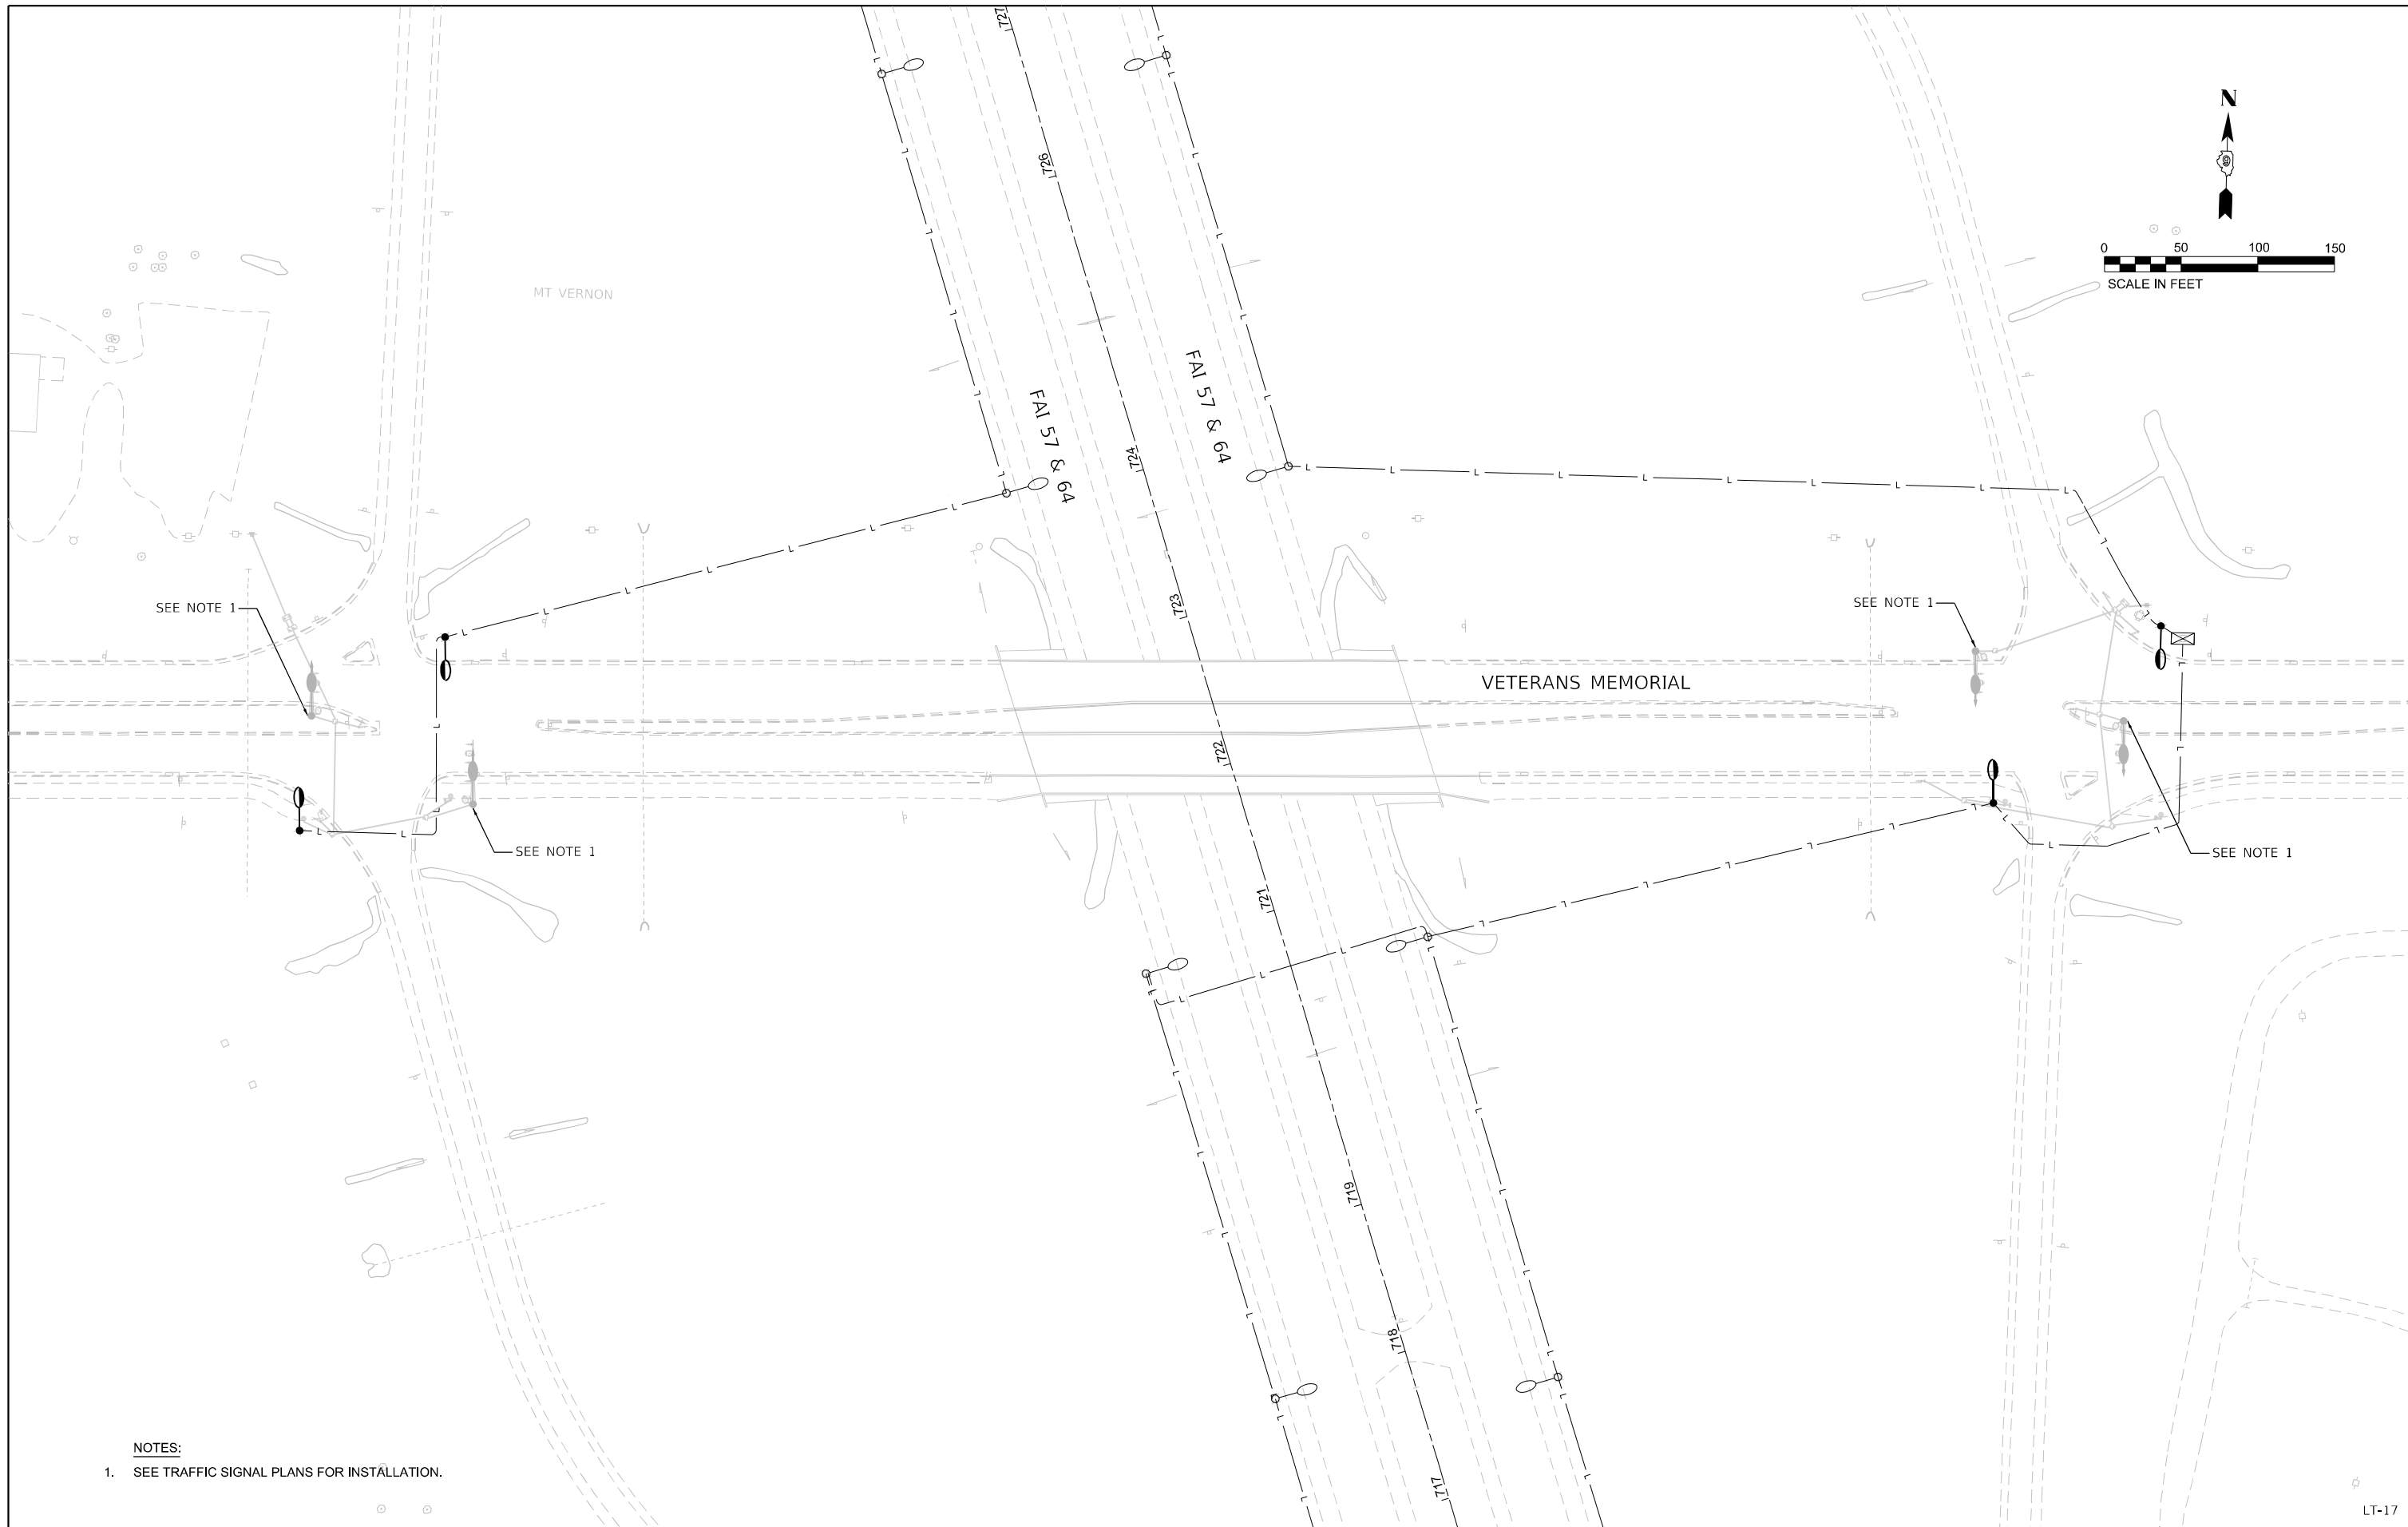 727
N
726
0 50 100 150
SCALE IN FEET
MT VERNON
FAI 57 & 64
FAI 57 & 64
724
723
SEE NOTE 1
SEE NOTE 1
VETERANS MEMORIAL
722
SEE NOTE 1
SEE NOTE 1
721
719
718
717
NOTES:
1. SEE TRAFFIC SIGNAL PLANS FOR INSTALLATION.
LT-17
L L L L L L L L L L L L L L L L L L L L L L L L L L L L L L L L L L L L L L L L L L L L L L L L L L L L L L L L L L L L L L L L L L